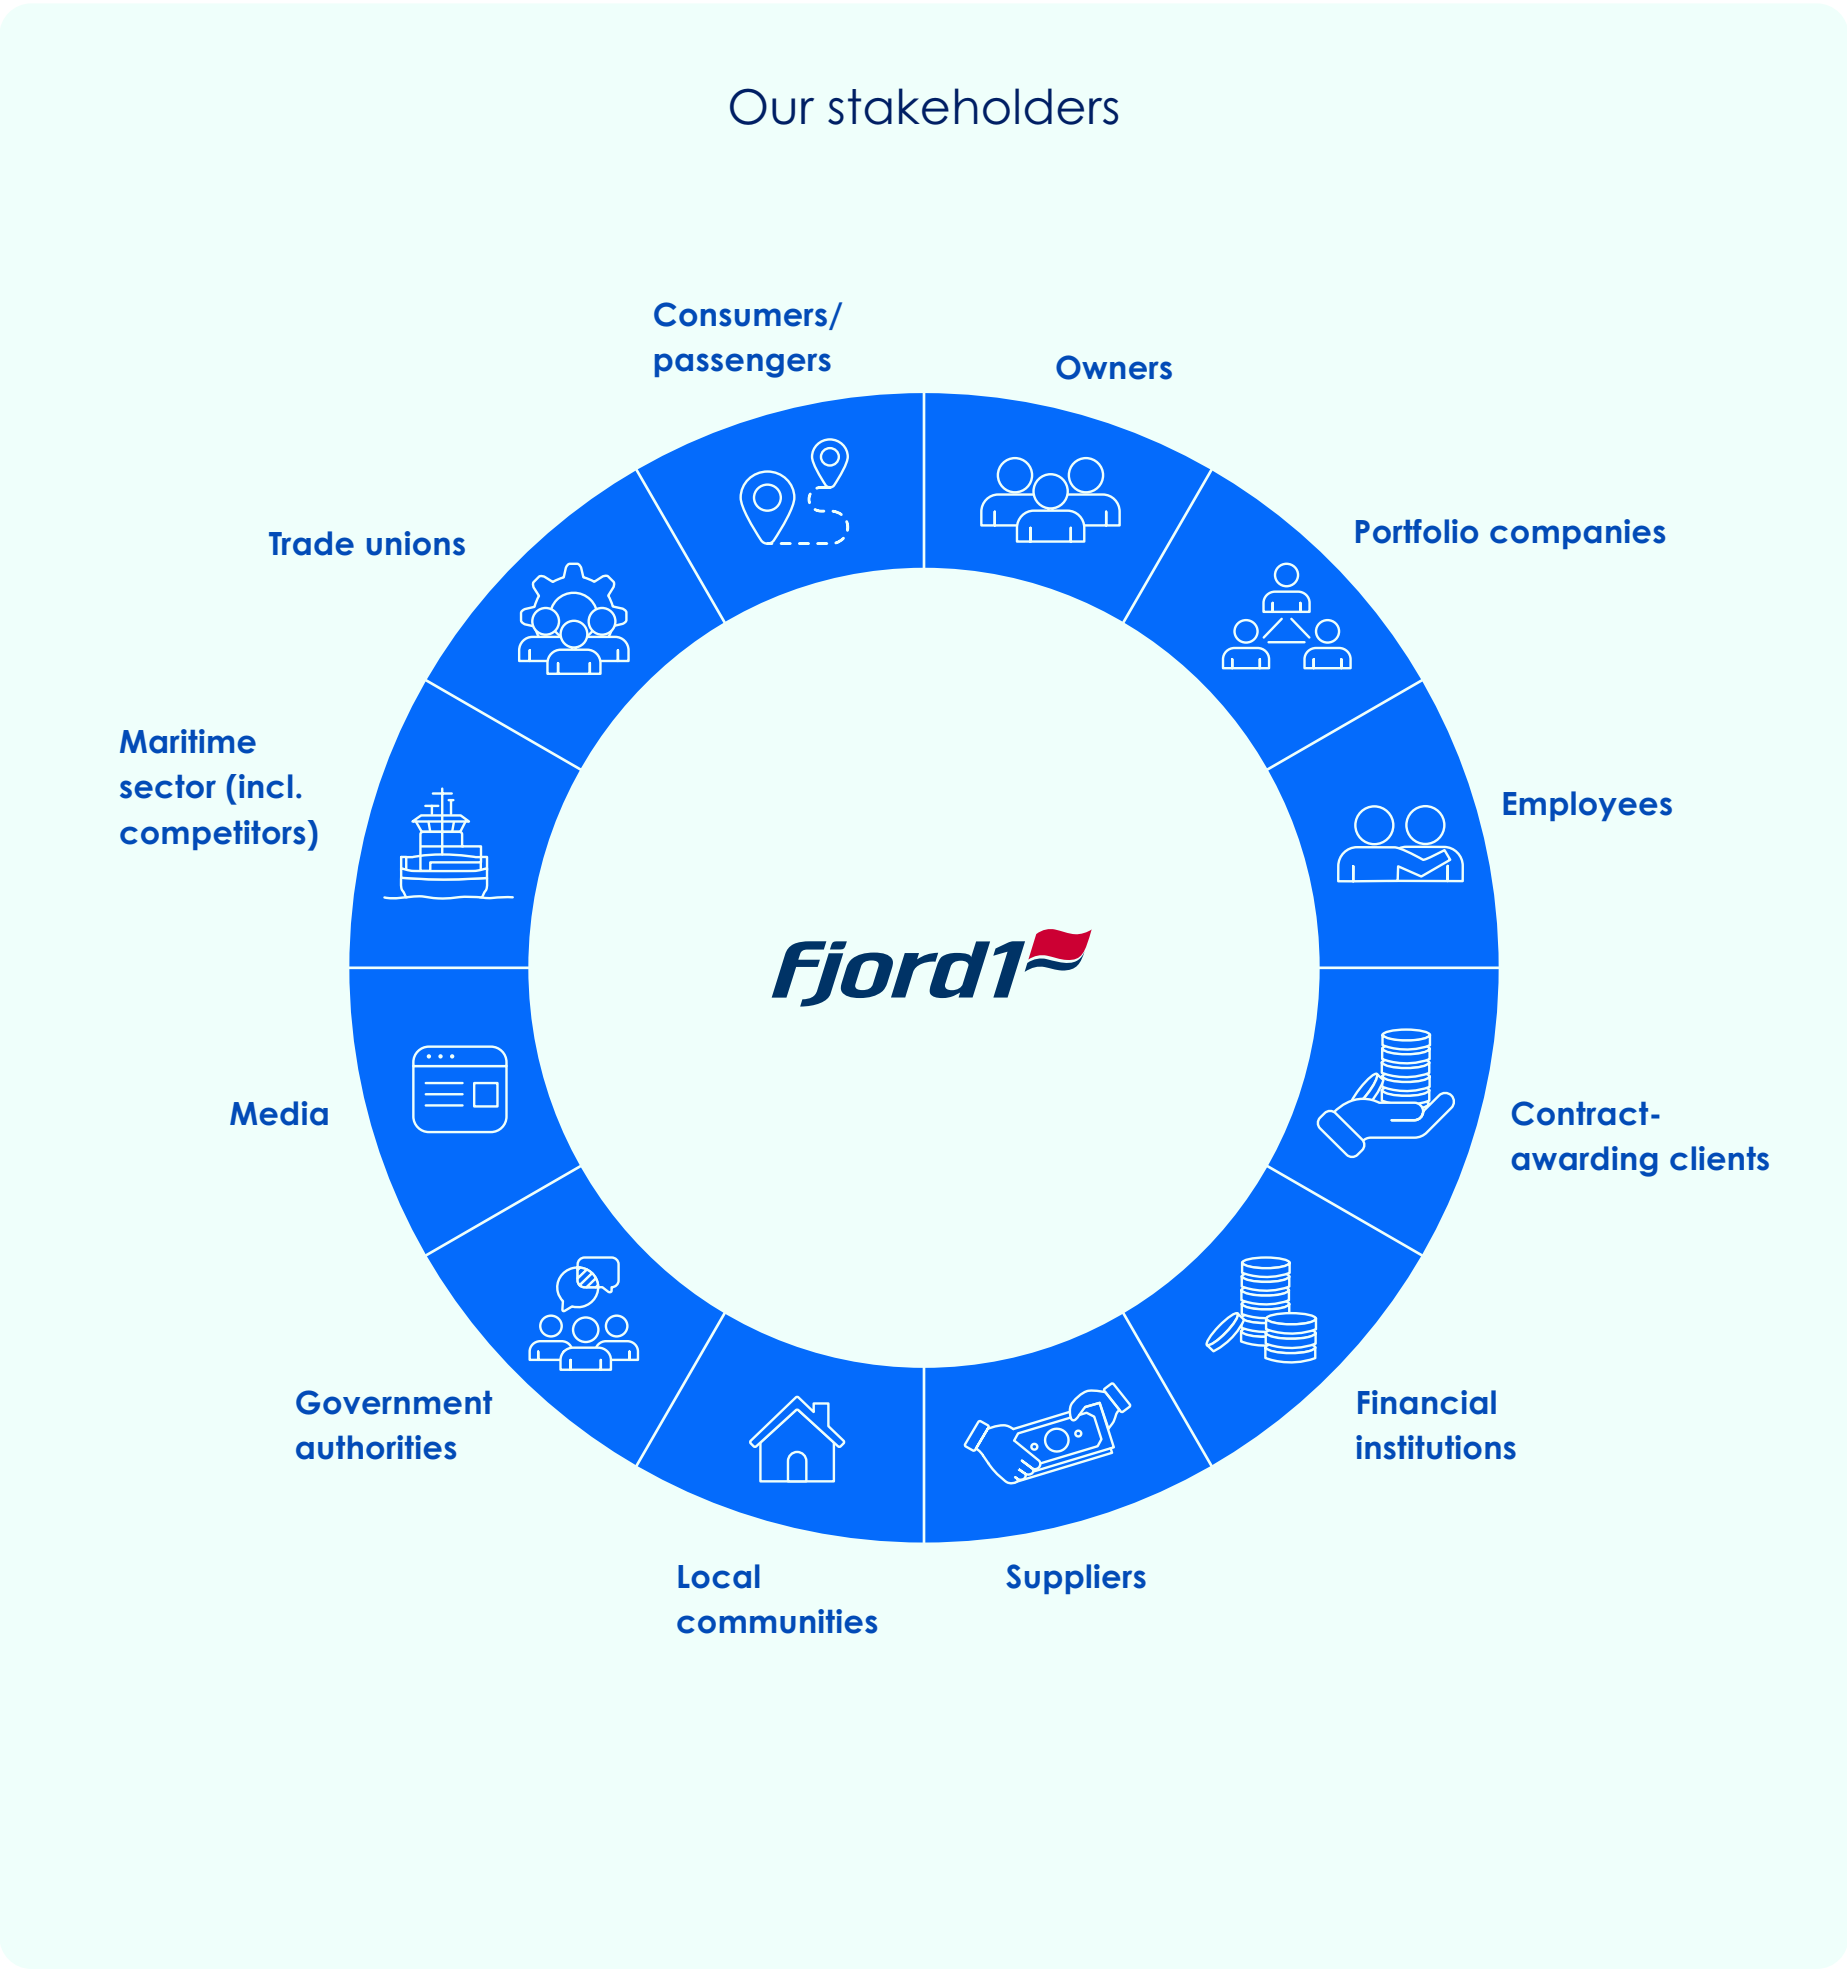 Our stakeholders
Consumers/
passengers
Owners
Trade unions
Portfolio companies
Maritime
sector (incl.
competitors)
Employees
Fjord1
Media
Contract-
awarding clients
Government
authorities
Financial
institutions
Local
communities
Suppliers